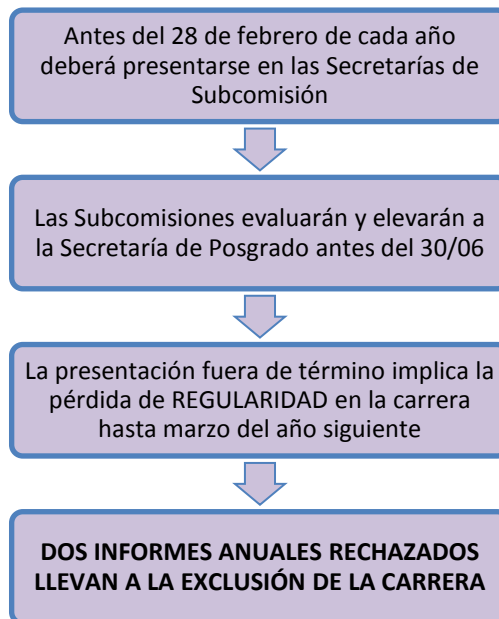 Antes del 28 de febrero de cada año
deberá presentarse en las Secretarías de
Subcomisión
Las Subcomisiones evaluarán y elevarán a
la Secretaría de Posgrado antes del 30/06
La presentación fuera de término implica la
pérdida de REGULARIDAD en la carrera
hasta marzo del año siguiente
DOS INFORMES ANUALES RECHAZADOS
LLEVAN A LA EXCLUSIÓN DE LA CARRERA